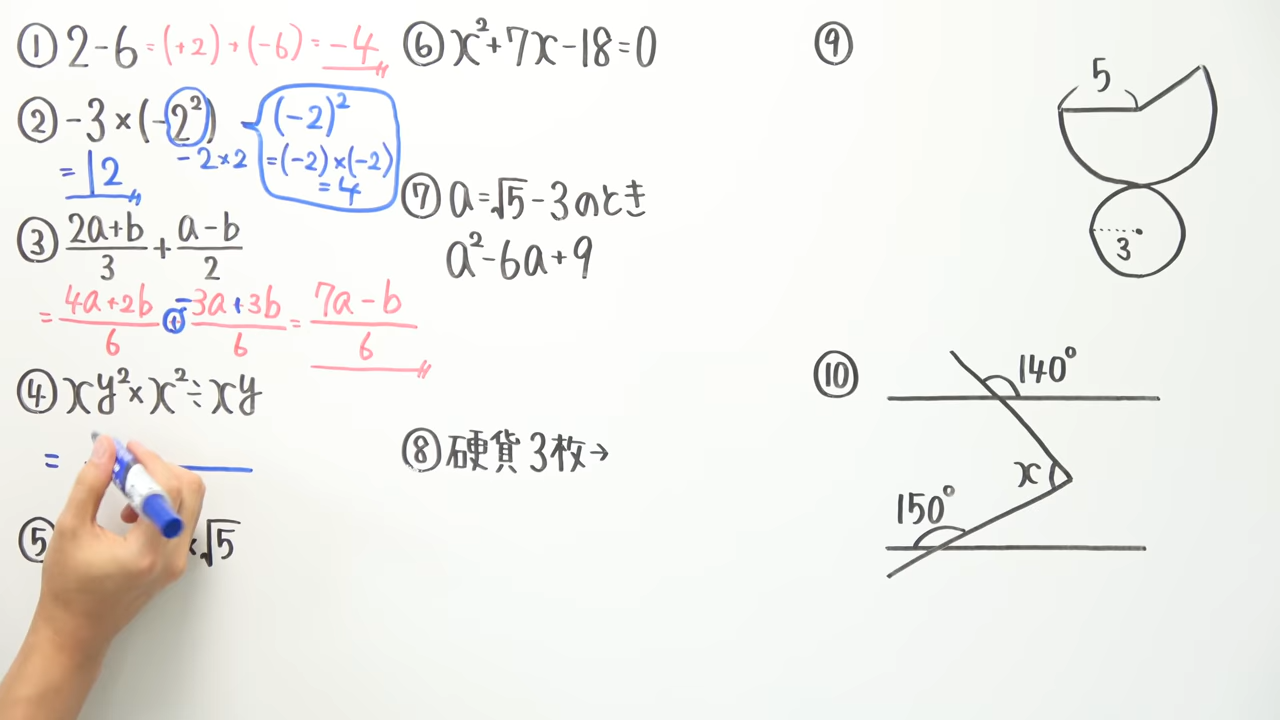 ① 2-6 = (+2) + (-6) = -4
② -3×(-2²)
= 12
-2×2
(-2)²
= (-2)×(-2)
= 4
③ (2a+b)/3 + (a-b)/2
= (4a+2b)/6 + (-3a+3b)/6 = (7a-b)/6
④ xy²×x²÷xy
=
⑤ ×√5
⑥ x²+7x-18=0
⑦ a=√5-3のとき
a²-6a+9
⑧ 硬貨3枚→
⑨
5
3
⑩
140°
x
150°